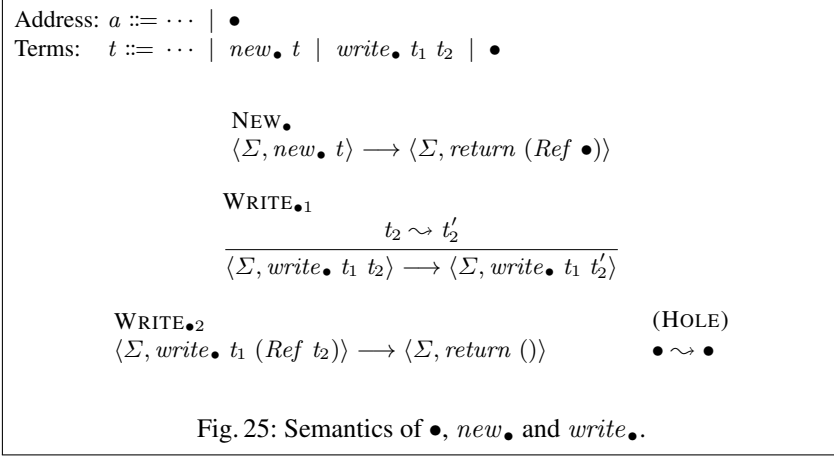 Address: a ::= ⋯ | •
Terms: t ::= ⋯ | new• t | write• t₁ t₂ | •
NEW•
⟨Σ, new• t⟩ ⟶ ⟨Σ, return (Ref •)⟩
WRITE•1
t₂ ⇝ t′₂
⟨Σ, write• t₁ t₂⟩ ⟶ ⟨Σ, write• t₁ t′₂⟩
WRITE•2 (HOLE)
⟨Σ, write• t₁ (Ref t₂)⟩ ⟶ ⟨Σ, return ()⟩ • ⇝ •
Fig. 25: Semantics of •, new• and write•.